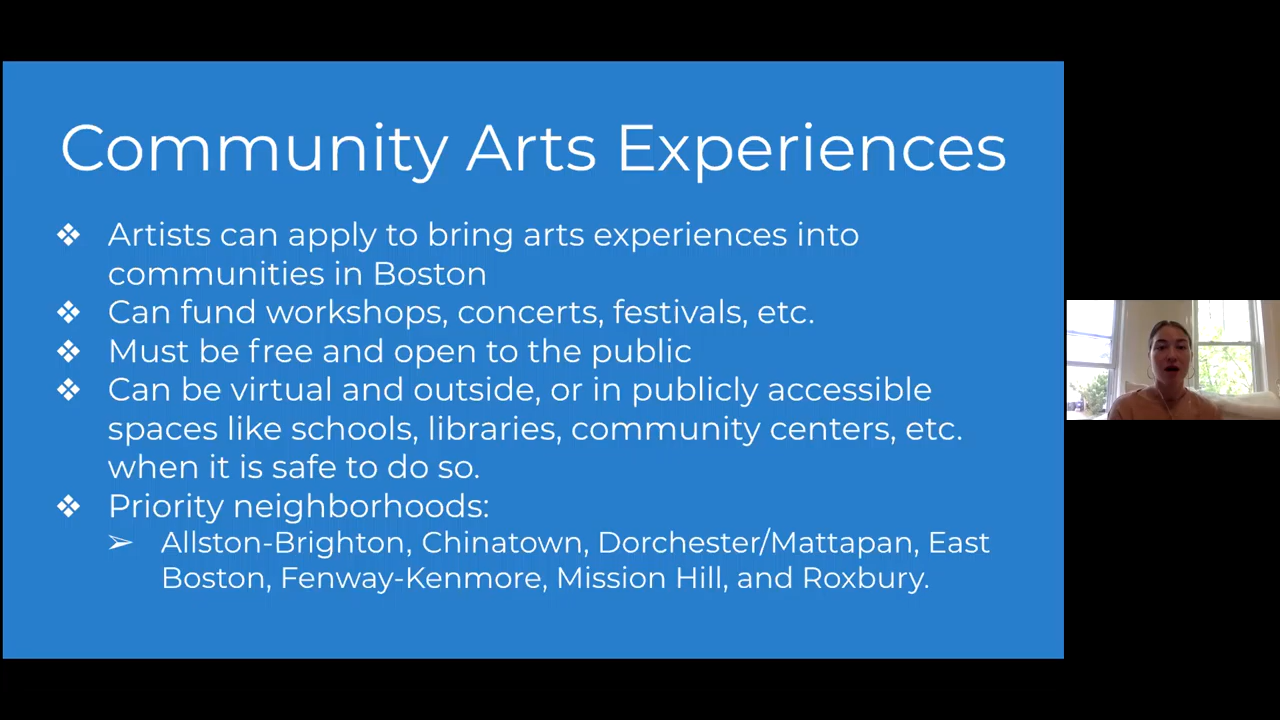 Community Arts Experiences
❖ Artists can apply to bring arts experiences into
communities in Boston
❖ Can fund workshops, concerts, festivals, etc.
❖ Must be free and open to the public
❖ Can be virtual and outside, or in publicly accessible
spaces like schools, libraries, community centers, etc.
when it is safe to do so.
❖ Priority neighborhoods:
➢ Allston-Brighton, Chinatown, Dorchester/Mattapan, East
Boston, Fenway-Kenmore, Mission Hill, and Roxbury.